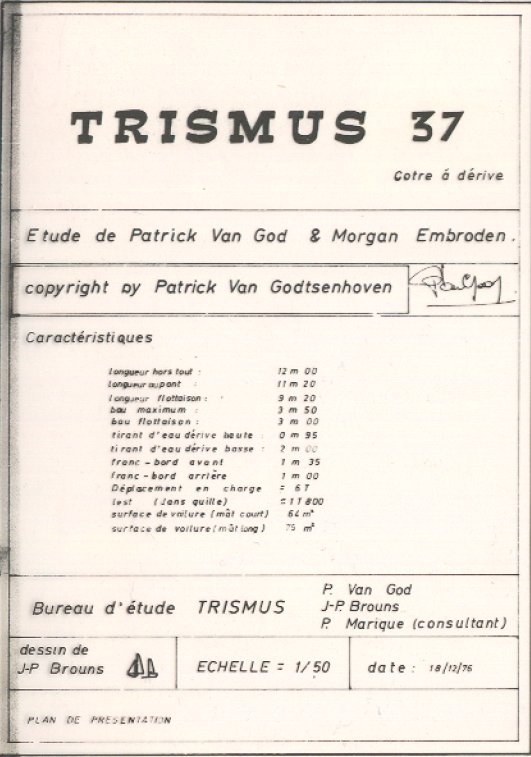 TRISMUS 37
Cotre à dérive
Etude de Patrick Van God & Morgan Embroden.
copyright by Patrick Van Godtsenhoven
Caractéristiques
longueur hors tout : 12 m 00
longueur au pont : 11 m 20
longueur flottaison : 9 m 20
bau maximum : 3 m 50
bau flottaison : 3 m 00
tirant d'eau dérive haute : 0 m 95
tirant d'eau dérive basse : 2 m 00
franc-bord avant 1 m 35
franc-bord arrière 1 m 00
Déplacement en charge = 6T
lest (dans quille) = 1T800
surface de voilure (mât court) 64 m²
surface de voilure (mât long) 75 m²
Bureau d'étude TRISMUS
P. Van God
J-P Brouns
P. Marique (consultant)
dessin de
J-P Brouns
ECHELLE = 1/50
date : 18/12/76
PLAN DE PRESENTATION